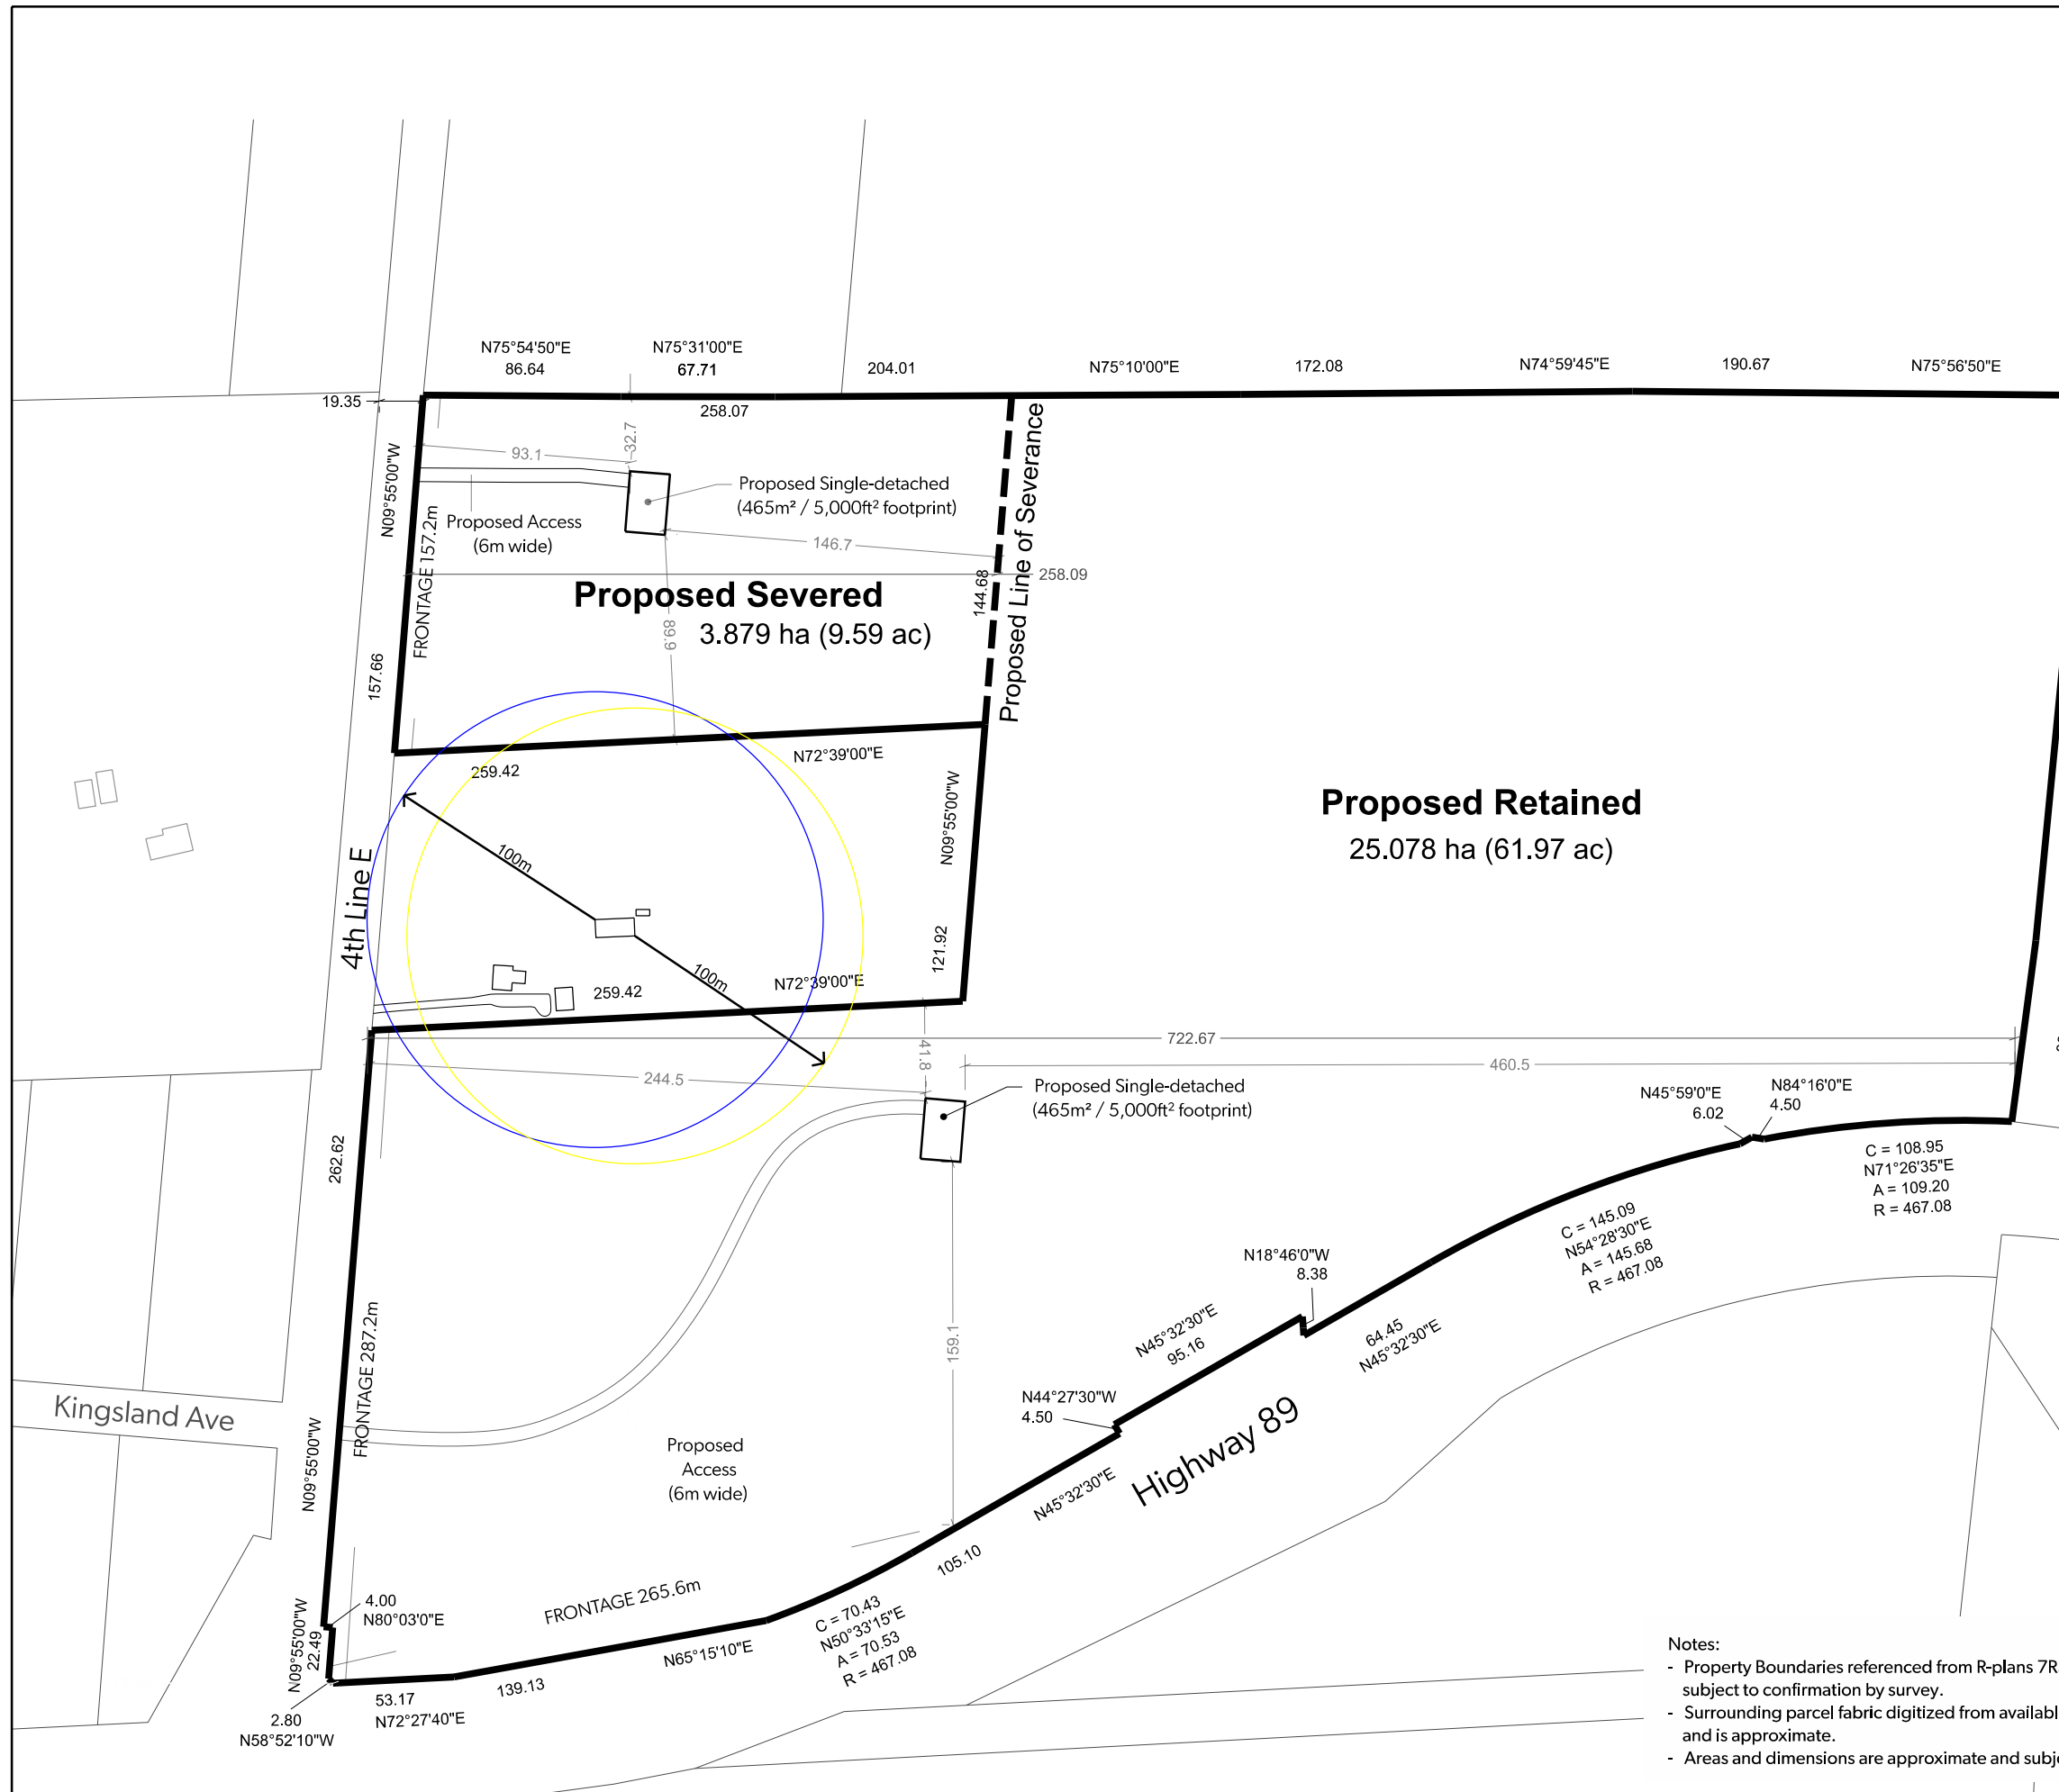 N75°54'50"E
86.64
N75°31'00"E
67.71
204.01
N75°10'00"E
172.08
N74°59'45"E
190.67
N75°56'50"E
19.35
258.07
N09°55'00"W
93.1
32.7
Proposed Single-detached
(465m² / 5,000ft² footprint)
Proposed Access
(6m wide)
FRONTAGE 157.2m
146.7
Proposed Line of Severance
144.68
258.09
Proposed Severed
3.879 ha (9.59 ac)
89.9
157.66
N72°39'00"E
259.42
N09°55'00"W
Proposed Retained
25.078 ha (61.97 ac)
100m
4th Line E
121.92
100m
N72°39'00"E
259.42
722.67
41.8
244.5
460.5
Proposed Single-detached
(465m² / 5,000ft² footprint)
N45°59'0"E
6.02
N84°16'0"E
4.50
C = 108.95
N71°26'35"E
A = 109.20
R = 467.08
262.62
C = 145.09
N54°28'30"E
A = 145.68
R = 467.08
N18°46'0"W
8.38
N45°32'30"E
95.16
64.45
N45°32'30"E
159.1
FRONTAGE 287.2m
Kingsland Ave
N44°27'30"W
4.50
Highway 89
N09°55'00"W
Proposed
Access
(6m wide)
N45°32'30"E
105.10
4.00
N80°03'0"E
FRONTAGE 265.6m
N09°55'00"W
22.49
C = 70.43
N50°33'15"E
A = 70.53
R = 467.08
N65°15'10"E
139.13
53.17
N72°27'40"E
2.80
N58°52'10"W
Notes:
- Property Boundaries referenced from R-plans 7R
subject to confirmation by survey.
- Surrounding parcel fabric digitized from availabl
and is approximate.
- Areas and dimensions are approximate and subj